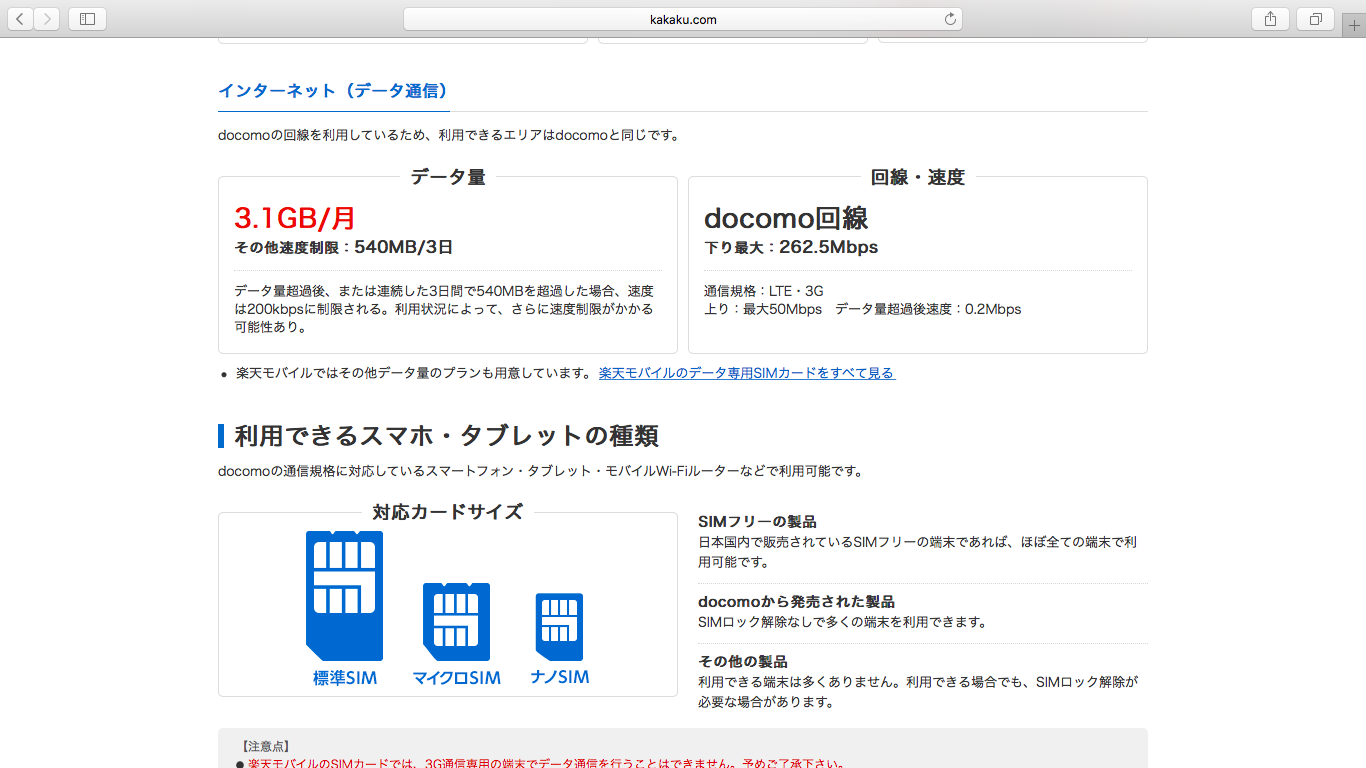 kakaku.com
インターネット（データ通信）
docomoの回線を利用しているため、利用できるエリアはdocomoと同じです。
データ量
3.1GB/月
その他速度制限：540MB/3日
データ量超過後、または連続した3日間で540MBを超過した場合、速度
は200kbpsに制限される。利用状況によって、さらに速度制限がかかる
可能性あり。
回線・速度
docomo回線
下り最大：262.5Mbps
通信規格：LTE・3G
上り：最大50Mbps　データ量超過後速度：0.2Mbps
● 楽天モバイルではその他データ量のプランも用意しています。 楽天モバイルのデータ専用SIMカードをすべて見る
利用できるスマホ・タブレットの種類
docomoの通信規格に対応しているスマートフォン・タブレット・モバイルWi-Fiルーターなどで利用可能です。
対応カードサイズ
標準SIM
マイクロSIM
ナノSIM
SIMフリーの製品
日本国内で販売されているSIMフリーの端末であれば、ほぼ全ての端末で利
用可能です。
docomoから発売された製品
SIMロック解除なしで多くの端末を利用できます。
その他の製品
利用できる端末は多くありません。利用できる場合でも、SIMロック解除が
必要な場合があります。
【注意点】
● 楽天モバイルのSIMカードでは、3G通信専用の端末でデータ通信を行うことはできません。予めご了承下さい。